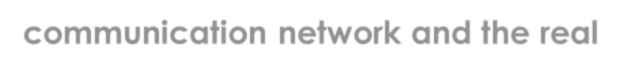 communication network and the real